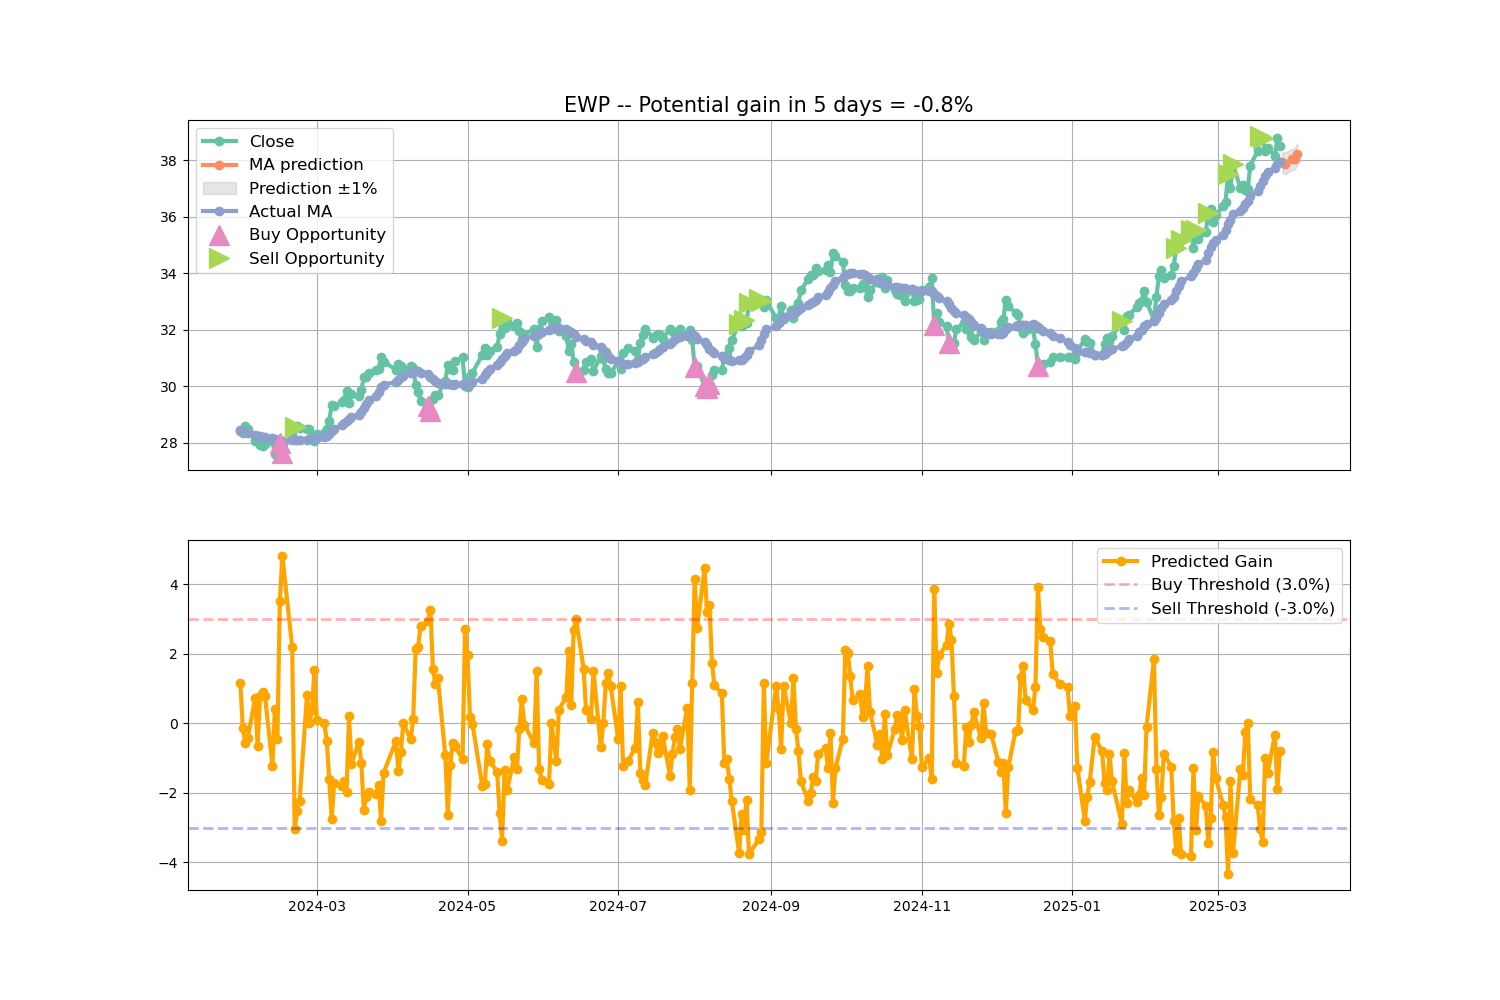 EWP -- Potential gain in 5 days = -0.8%
Close
MA prediction
Prediction ±1%
Actual MA
Buy Opportunity
Sell Opportunity
38
36
34
32
30
28
Predicted Gain
Buy Threshold (3.0%)
Sell Threshold (-3.0%)
4
2
0
−2
−4
2024-03 2024-05 2024-07 2024-09 2024-11 2025-01 2025-03